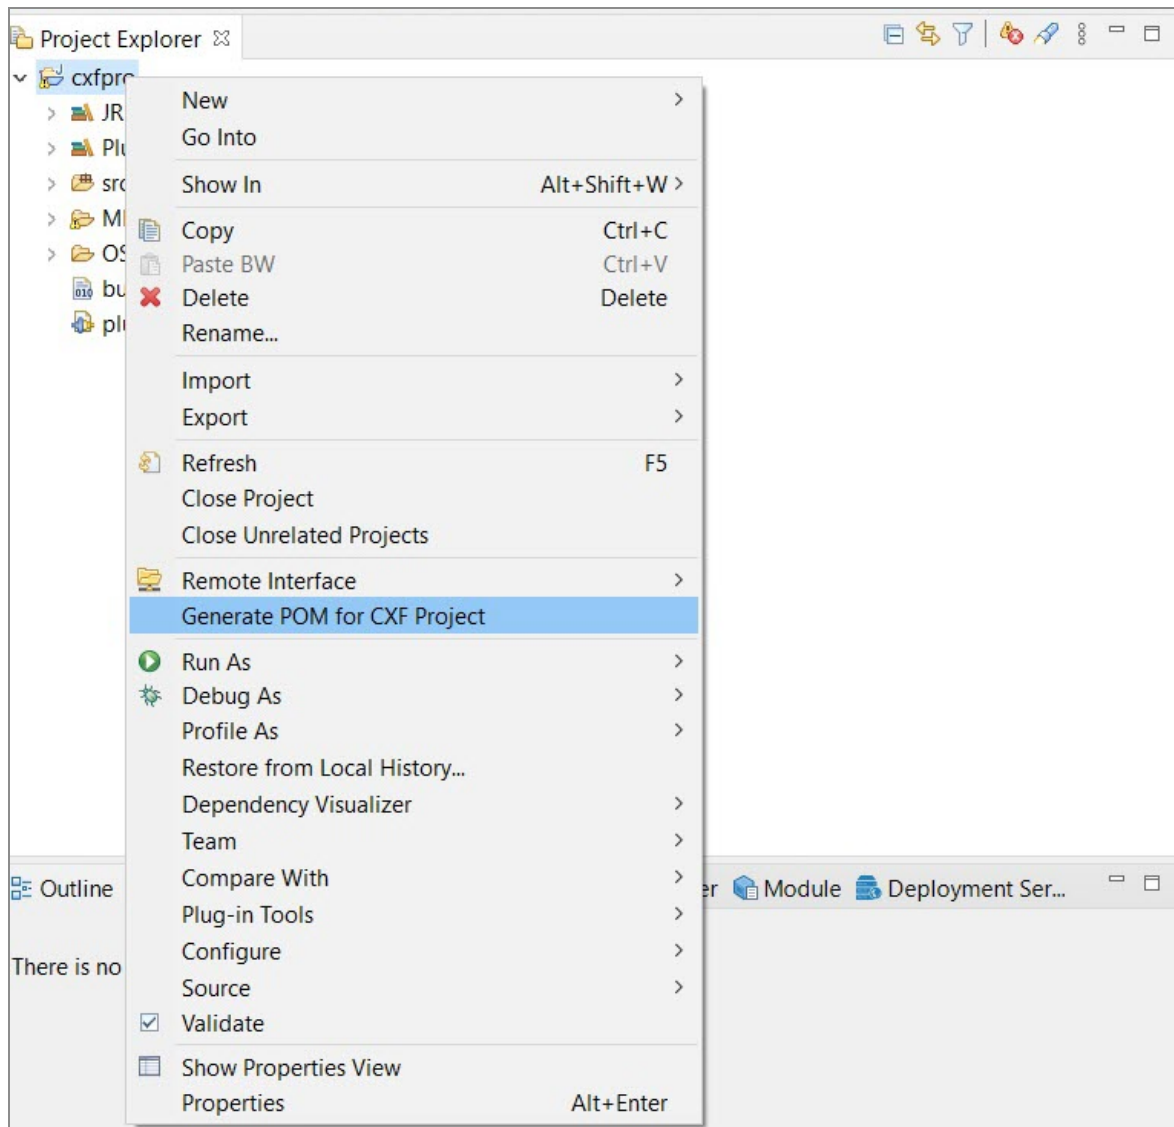 Project Explorer
cxfpro
New
JR
Go Into
Plu
Show In Alt+Shift+W
src
Copy Ctrl+C
Paste BW Ctrl+V
OS
Delete Delete
bu
Rename...
plu
Import
Export
Refresh F5
Close Project
Close Unrelated Projects
Remote Interface
Generate POM for CXF Project
Run As
Debug As
Profile As
Restore from Local History...
Dependency Visualizer
Team
Compare With
Outline er Module Deployment Ser...
Plug-in Tools
Configure
There is no
Source
Validate
Show Properties View
Properties Alt+Enter